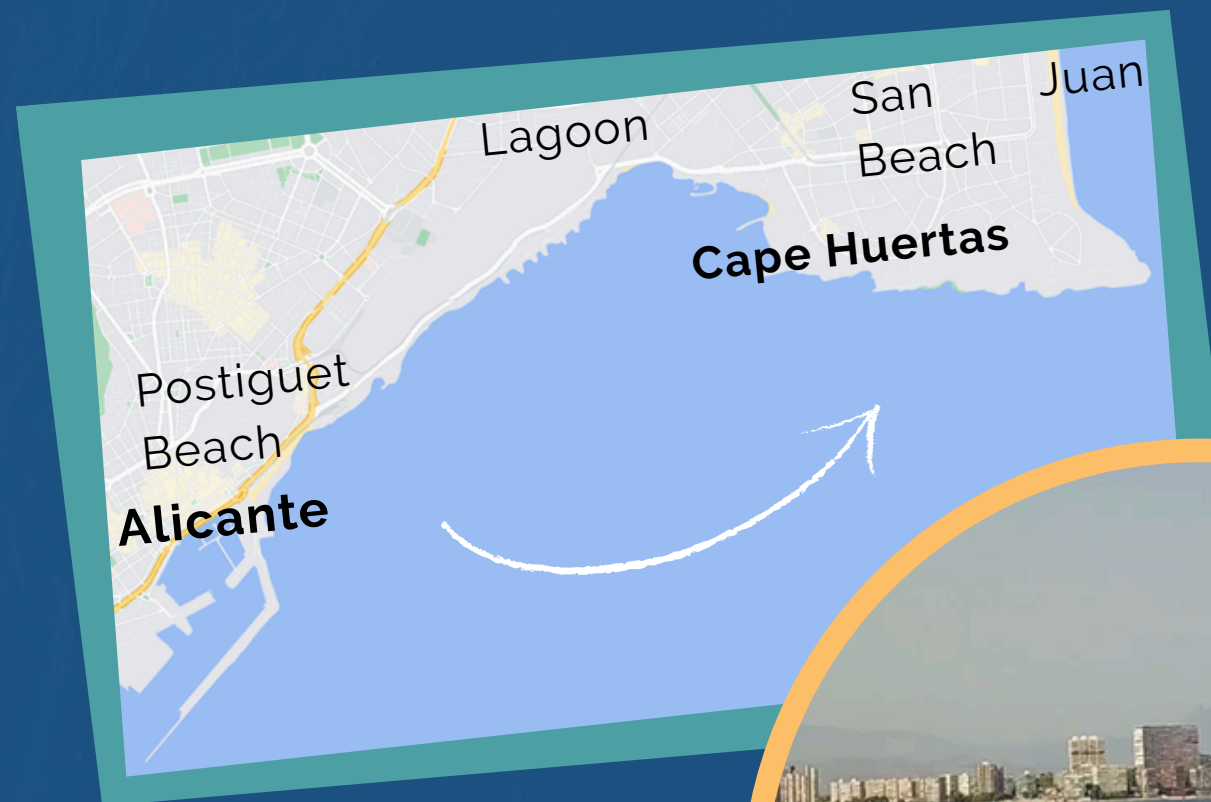 San Juan
Beach
Lagoon
Cape Huertas
Postiguet
Beach
Alicante